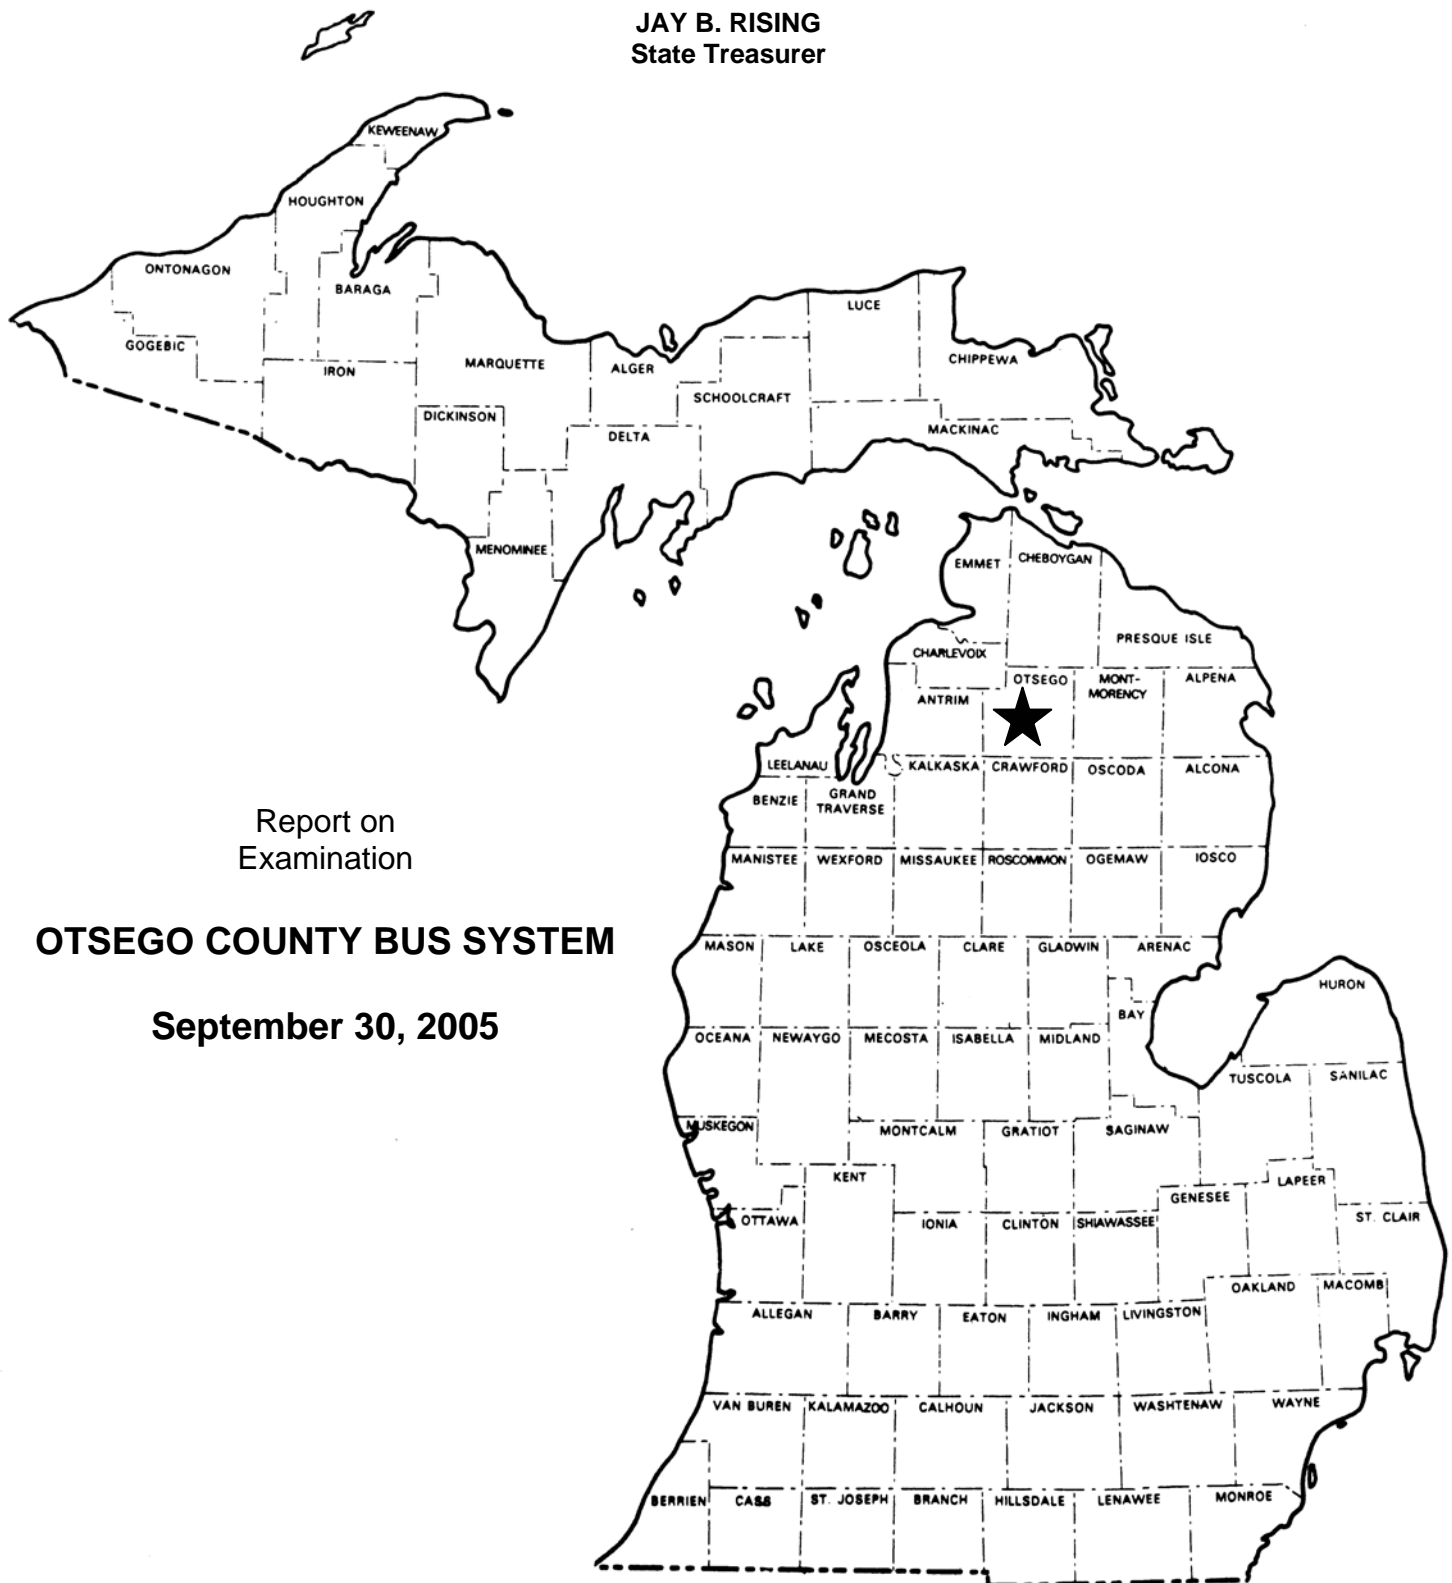 JAY B. RISING
State Treasurer
KEWEENAW
HOUGHTON
ONTONAGON
BARAGA
LUCE
GOGEBIC
IRON
MARQUETTE
ALGER
CHIPPEWA
SCHOOLCRAFT
DICKINSON
DELTA
MACKINAC
MENOMINEE
EMMET
CHEBOYGAN
PRESQUE ISLE
CHARLEVOIX
OTSEGO
MONT-
MORENCY
ALPENA
ANTRIM
LEELANAU
KALKASKA
CRAWFORD
OSCODA
ALCONA
BENZIE
GRAND
TRAVERSE
Report on
Examination
MANISTEE
WEXFORD
MISSAUKEE
ROSCOMMON
OGEMAW
IOSCO
OTSEGO COUNTY BUS SYSTEM
MASON
LAKE
OSCEOLA
CLARE
GLADWIN
ARENAC
HURON
September 30, 2005
BAY
OCEANA
NEWAYGO
MECOSTA
ISABELLA
MIDLAND
TUSCOLA
SANILAC
MUSKEGON
MONTCALM
GRATIOT
SAGINAW
KENT
LAPEER
GENESEE
OTTAWA
IONIA
CLINTON
SHIAWASSEE
ST. CLAIR
OAKLAND
MACOMB
ALLEGAN
BARRY
EATON
INGHAM
LIVINGSTON
VAN BUREN
KALAMAZOO
CALHOUN
JACKSON
WASHTENAW
WAYNE
BERRIEN
CASS
ST. JOSEPH
BRANCH
HILLSDALE
LENAWEE
MONROE